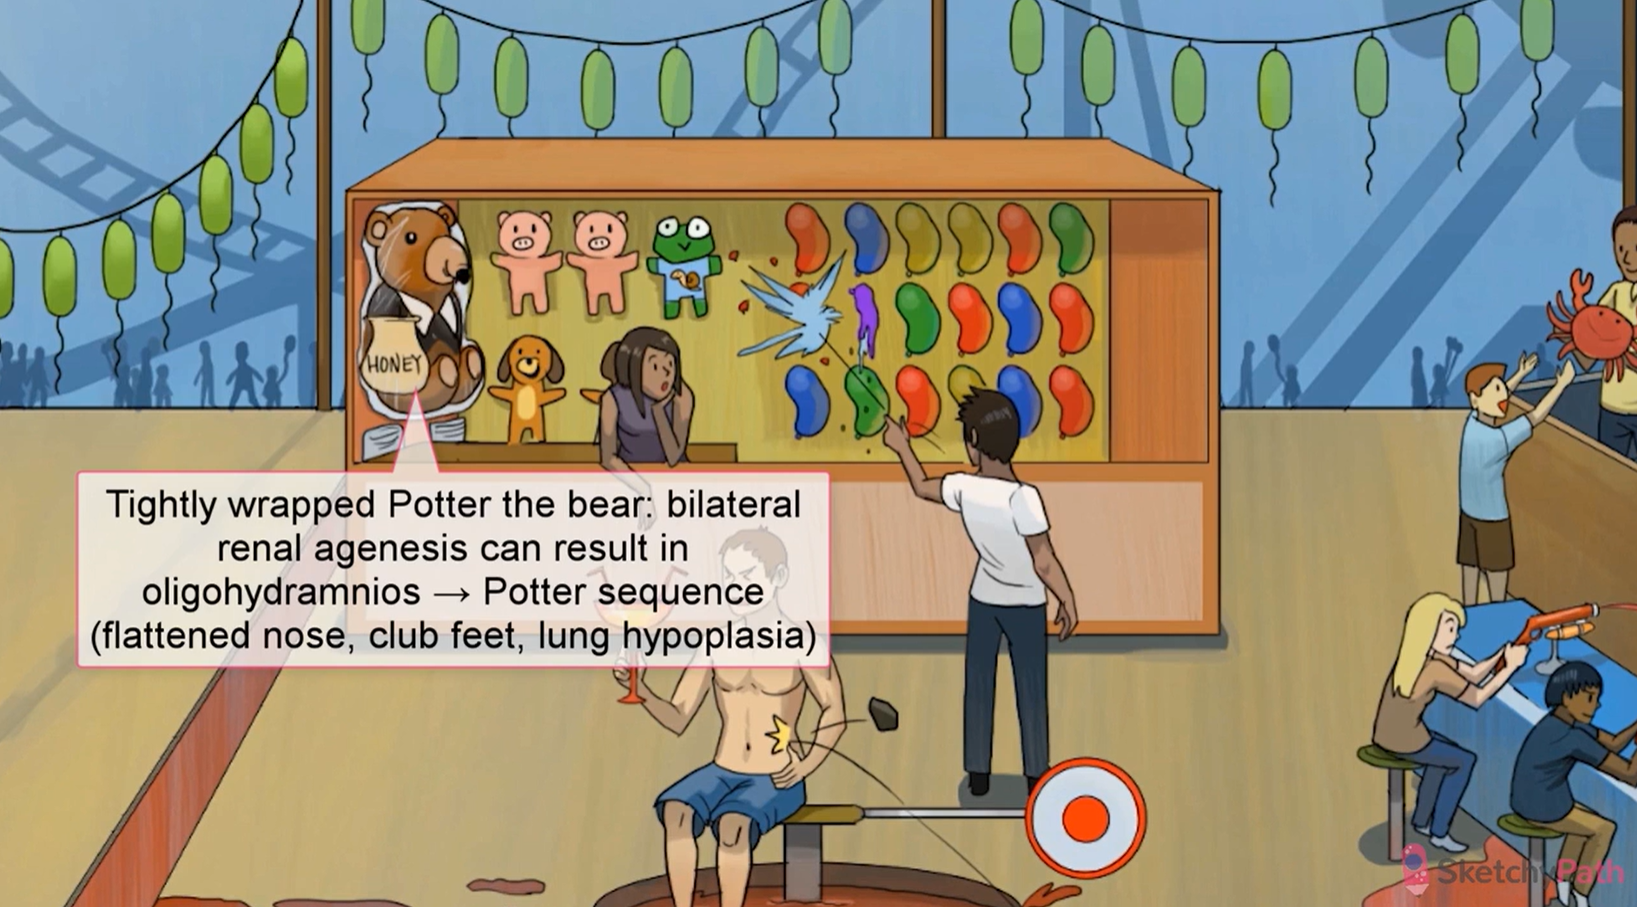 HONEY
Tightly wrapped Potter the bear: bilateral
renal agenesis can result in
oligohydramnios → Potter sequence
(flattened nose, club feet, lung hypoplasia)
SketchyPath